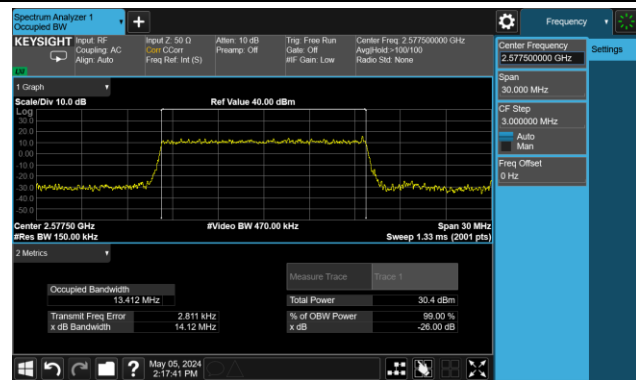 Spectrum Analyzer 1
Occupied BW
Frequency
KEYSIGHT
Input: RF
Coupling: AC
Align: Auto
Input Z: 50 Ω
Corr CCorr
Freq Ref: Int (S)
Atten: 10 dB
Preamp: Off
Trig: Free Run
Gate: Off
#IF Gain: Low
Center Freq: 2.577500000 GHz
Avg|Hold:>100/100
Radio Std: None
Center Frequency
2.577500000 GHz
Settings
Span
30.000 MHz
CF Step
3.000000 MHz
Auto
Man
Freq Offset
0 Hz
1 Graph
Scale/Div 10.0 dB
Ref Value 40.00 dBm
Log
30.0
20.0
10.0
0.00
-10.0
-20.0
-30.0
-40.0
-50.0
Center 2.57750 GHz
#Video BW 470.00 kHz
Span 30 MHz
#Res BW 150.00 kHz
Sweep 1.33 ms (2001 pts)
2 Metrics
Measure Trace
Trace 1
Occupied Bandwidth
13.412 MHz
Total Power
30.4 dBm
Transmit Freq Error
2.811 kHz
% of OBW Power
99.00 %
x dB Bandwidth
14.12 MHz
x dB
-26.00 dB
May 05, 2024
2:17:41 PM